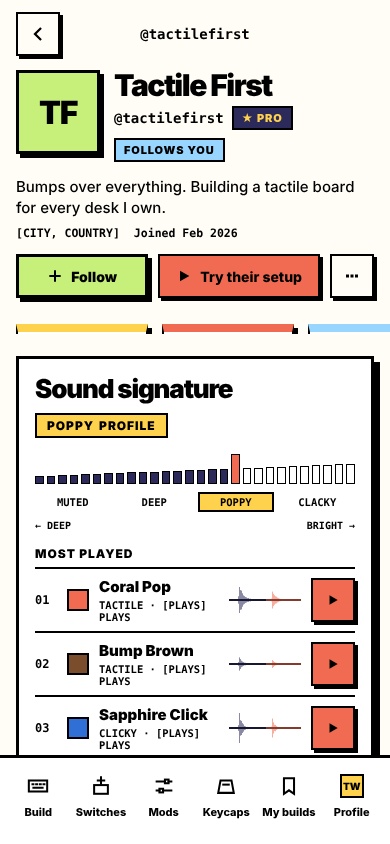 @tactilefirst
TF
Tactile First
@tactilefirst ★ PRO
FOLLOWS YOU
Bumps over everything. Building a tactile board
for every desk I own.
[CITY, COUNTRY] Joined Feb 2026
+ Follow
▶ Try their setup
···
Sound signature
POPPY PROFILE
MUTED DEEP POPPY CLACKY
← DEEP BRIGHT →
MOST PLAYED
01
Coral Pop
TACTILE · [PLAYS]
PLAYS
02
Bump Brown
TACTILE · [PLAYS]
PLAYS
03
Sapphire Click
CLICKY · [PLAYS]
PLAYS
TW
Build Switches Mods Keycaps My builds Profile